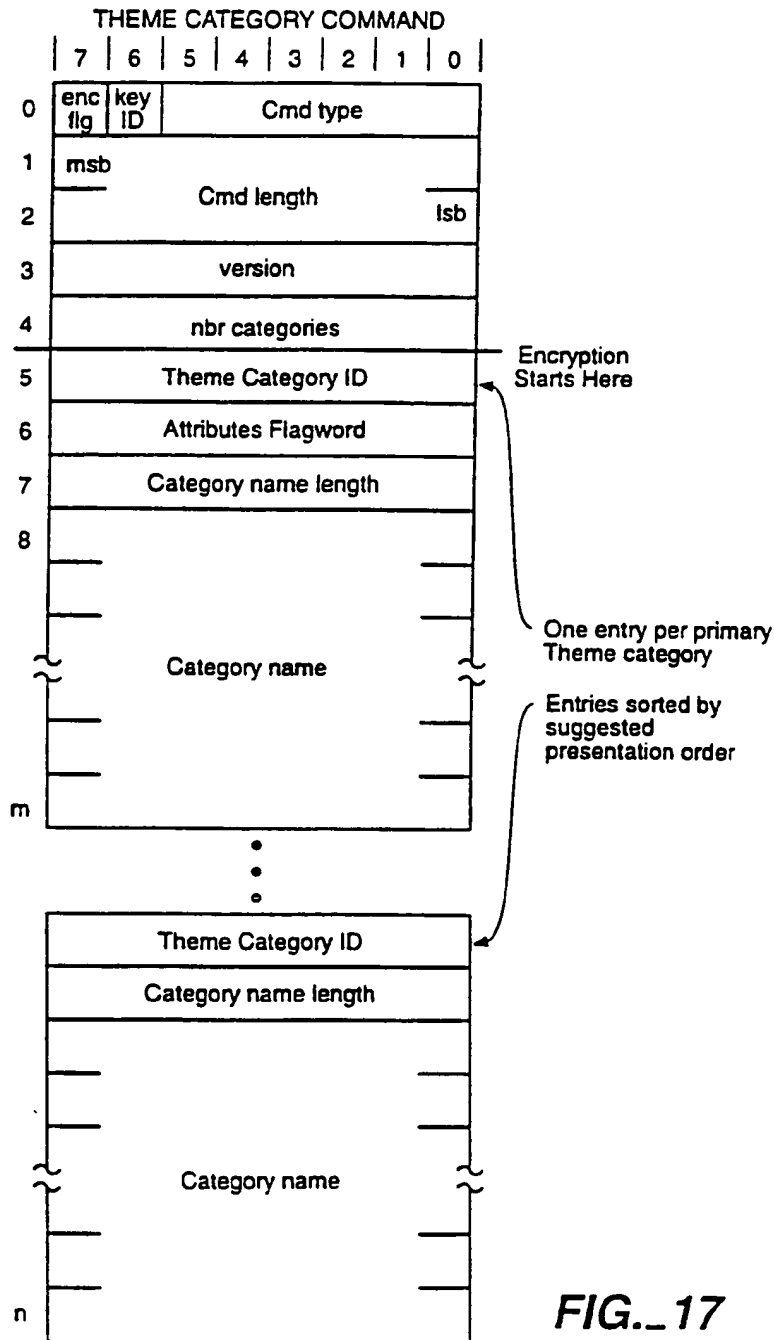 THEME CATEGORY COMMAND
7 6 5 4 3 2 1 0
0 enc flg key ID Cmd type
1 msb
Cmd length
2 lsb
3 version
4 nbr categories
Encryption
Starts Here
5 Theme Category ID
6 Attributes Flagword
7 Category name length
8
One entry per primary
Theme category
Category name
Entries sorted by
suggested
presentation order
m
Theme Category ID
Category name length
Category name
n
FIG._17